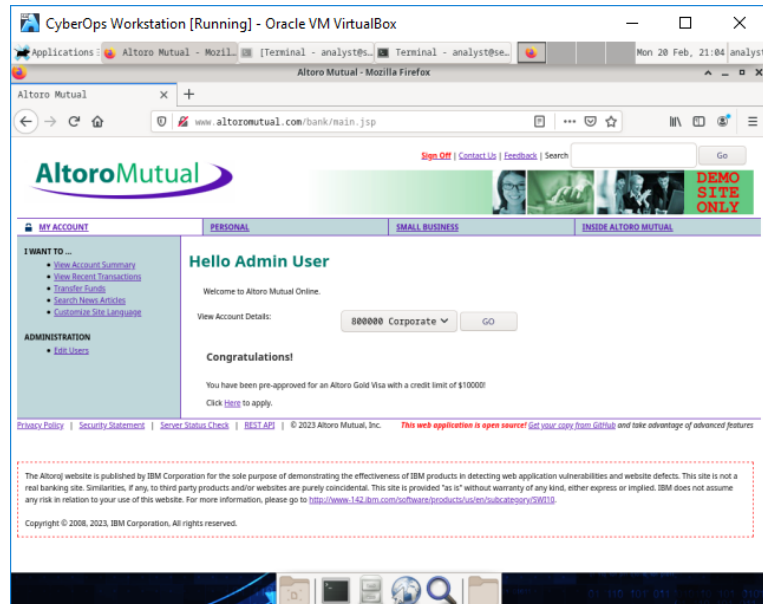 CyberOps Workstation [Running] - Oracle VM VirtualBox
Applications Altoro Mutual - Mozil… [Terminal - analyst@s… Terminal - analyst@se… Mon 20 Feb, 21:04 analyst
Altoro Mutual - Mozilla Firefox
Altoro Mutual
www.altoromutual.com/bank/main.jsp
Sign Off | Contact Us | Feedback | Search Go
AltoroMutual
DEMO
SITE
ONLY
MY ACCOUNT PERSONAL SMALL BUSINESS INSIDE ALTORO MUTUAL
I WANT TO ...
View Account Summary
View Recent Transactions
Transfer Funds
Search News Articles
Customize Site Language
ADMINISTRATION
Edit Users
Hello Admin User
Welcome to Altoro Mutual Online.
View Account Details: 800000 Corporate GO
Congratulations!
You have been pre-approved for an Altoro Gold Visa with a credit limit of $10000!
Click Here to apply.
Privacy Policy | Security Statement | Server Status Check | REST API | © 2023 Altoro Mutual, Inc. This web application is open source! Get your copy from GitHub and take advantage of advanced features
The AltoroJ website is published by IBM Corporation for the sole purpose of demonstrating the effectiveness of IBM products in detecting web application vulnerabilities and website defects. This site is not a
real banking site. Similarities, if any, to third party products and/or websites are purely coincidental. This site is provided "as is" without warranty of any kind, either express or implied. IBM does not assume
any risk in relation to your use of this website. For more information, please go to http://www-142.ibm.com/software/products/us/en/subcategory/SWI10.
Copyright © 2008, 2023, IBM Corporation, All rights reserved.